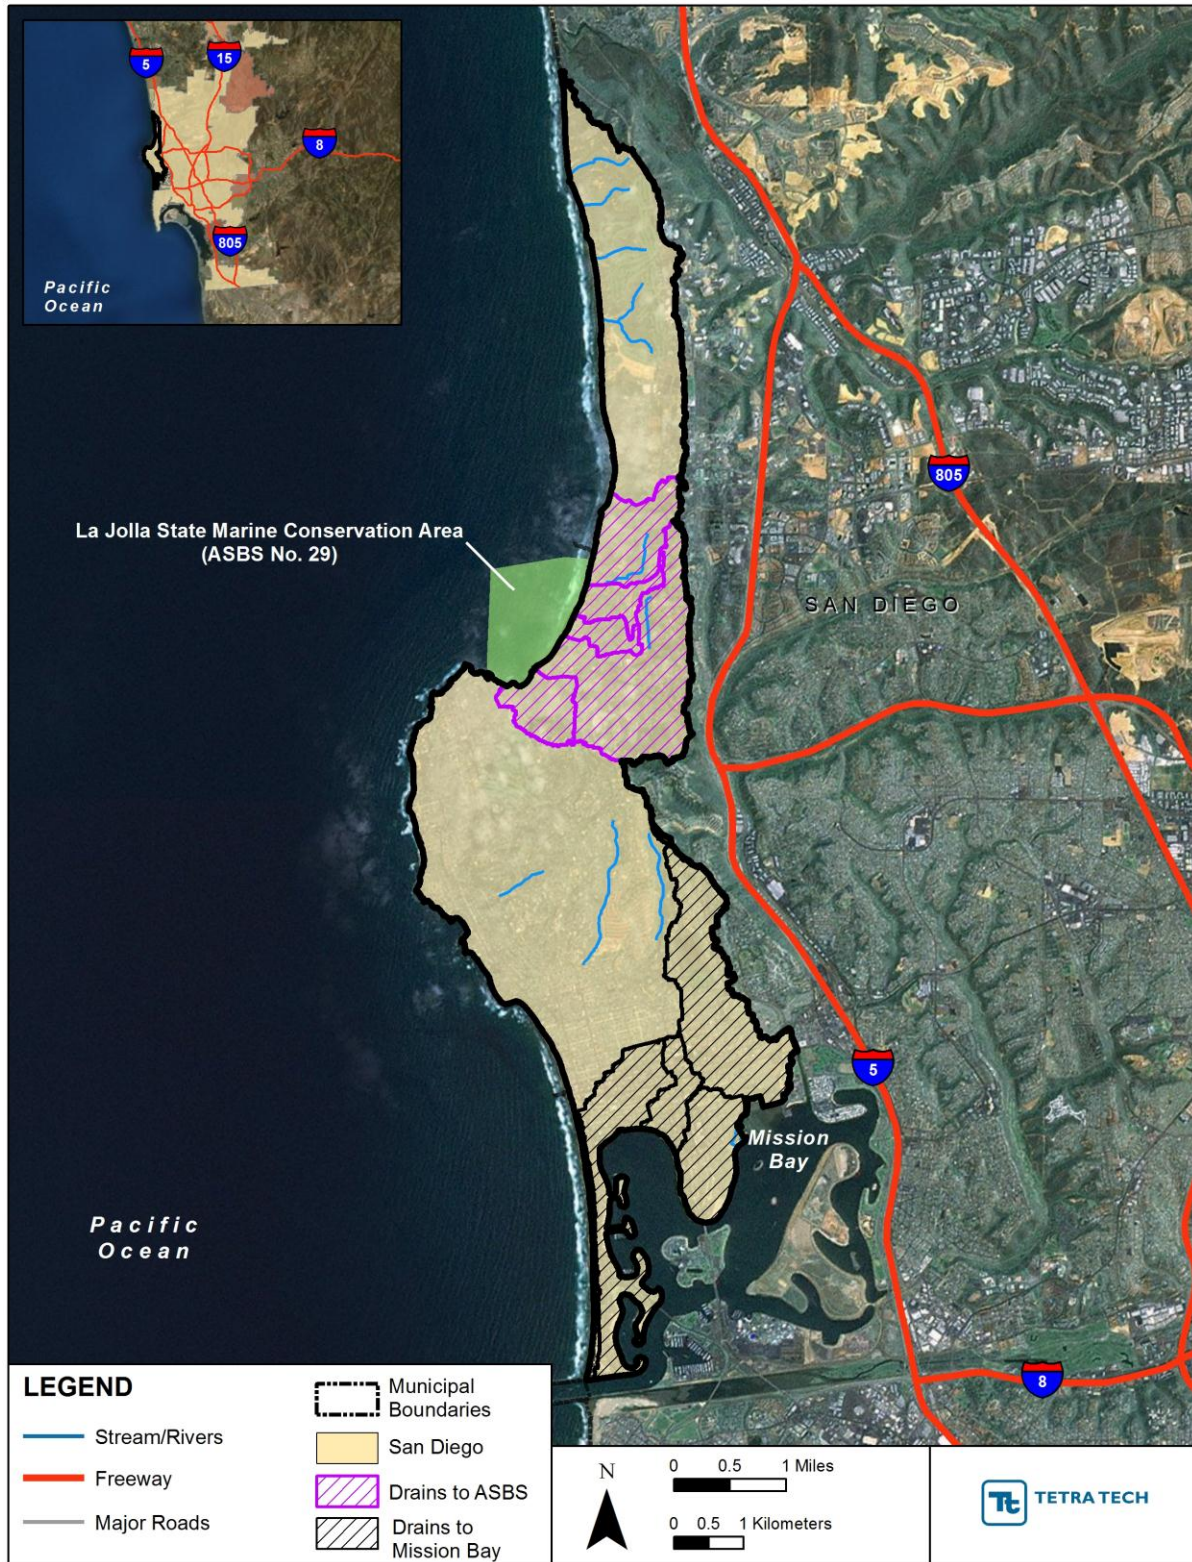 5
15
8
805
Pacific
Ocean
805
La Jolla State Marine Conservation Area
(ASBS No. 29)
SAN DIEGO
5
Mission
Bay
Pacific
Ocean
8
LEGEND
Stream/Rivers
Freeway
Major Roads
Municipal
Boundaries
San Diego
Drains to ASBS
Drains to
Mission Bay
N
0 0.5 1 Miles
0 0.5 1 Kilometers
Tt TETRA TECH